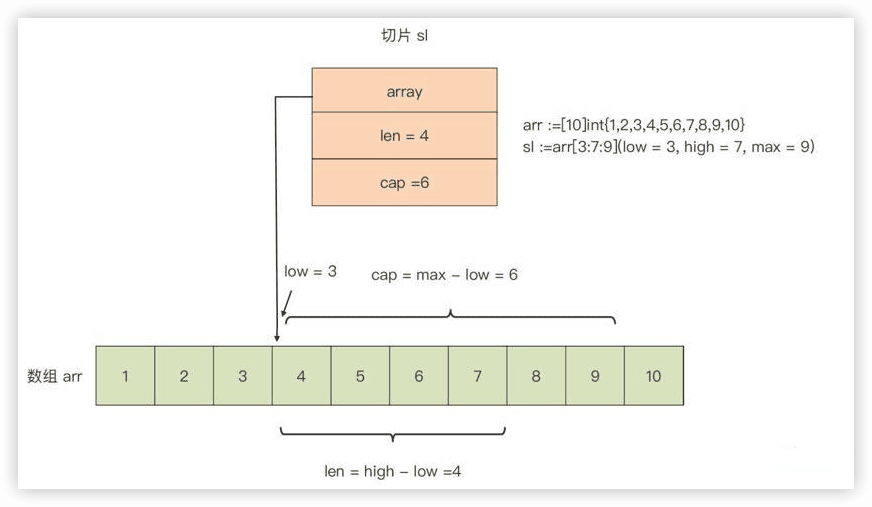 切片 sl
array
len = 4
cap =6
arr :=[10]int{1,2,3,4,5,6,7,8,9,10}
sl :=arr[3:7:9](low = 3, high = 7, max = 9)
low = 3
cap = max – low = 6
数组 arr
1 2 3 4 5 6 7 8 9 10
len = high – low =4